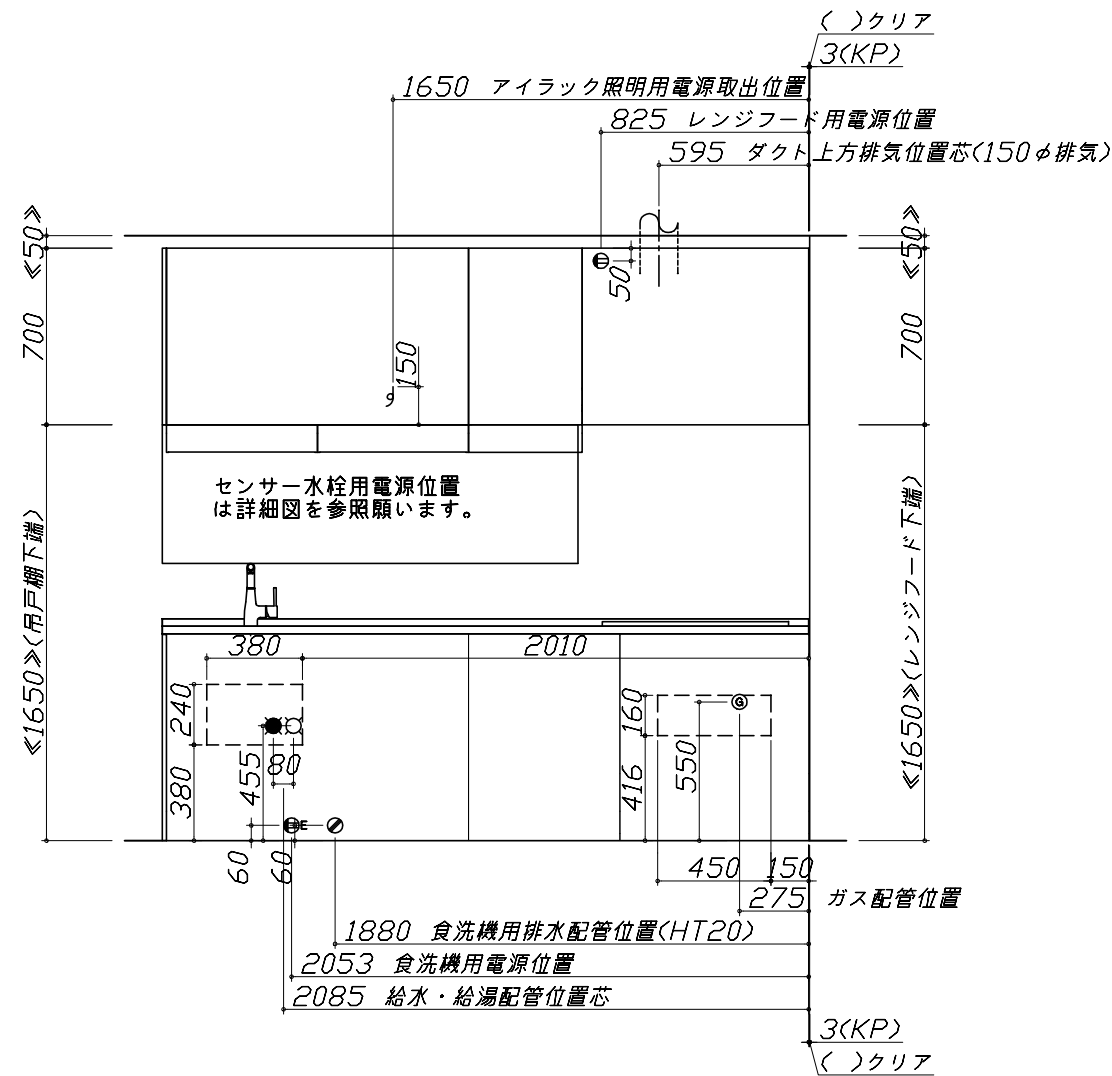 ( )クリア
3(KP)
1650 アイラック照明用電源取出位置
825 レンジフード用電源位置
595 ダクト上方排気位置芯(150φ排気)
≪50≫
≪50≫
50
700
700
150
センサー水栓用電源位置
は詳細図を参照願います。
≪1650≫(吊戸棚下端)
≪1650≫(レンジフード下端)
380
2010
240
160
G
550
455
80
380
416
E
60
60
450
150
275 ガス配管位置
1880 食洗機用排水配管位置(HT20)
2053 食洗機用電源位置
2085 給水・給湯配管位置芯
3(KP)
( )クリア